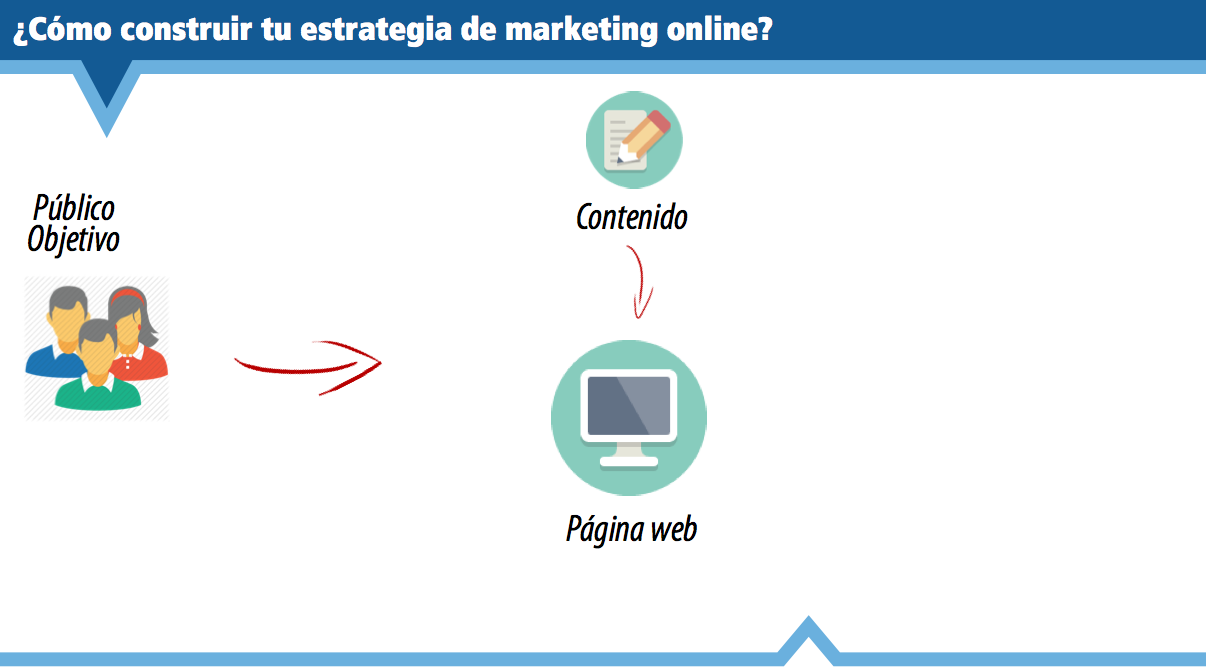 ¿Cómo construir tu estrategia de marketing online?
Público
Objetivo
Contenido
Página web